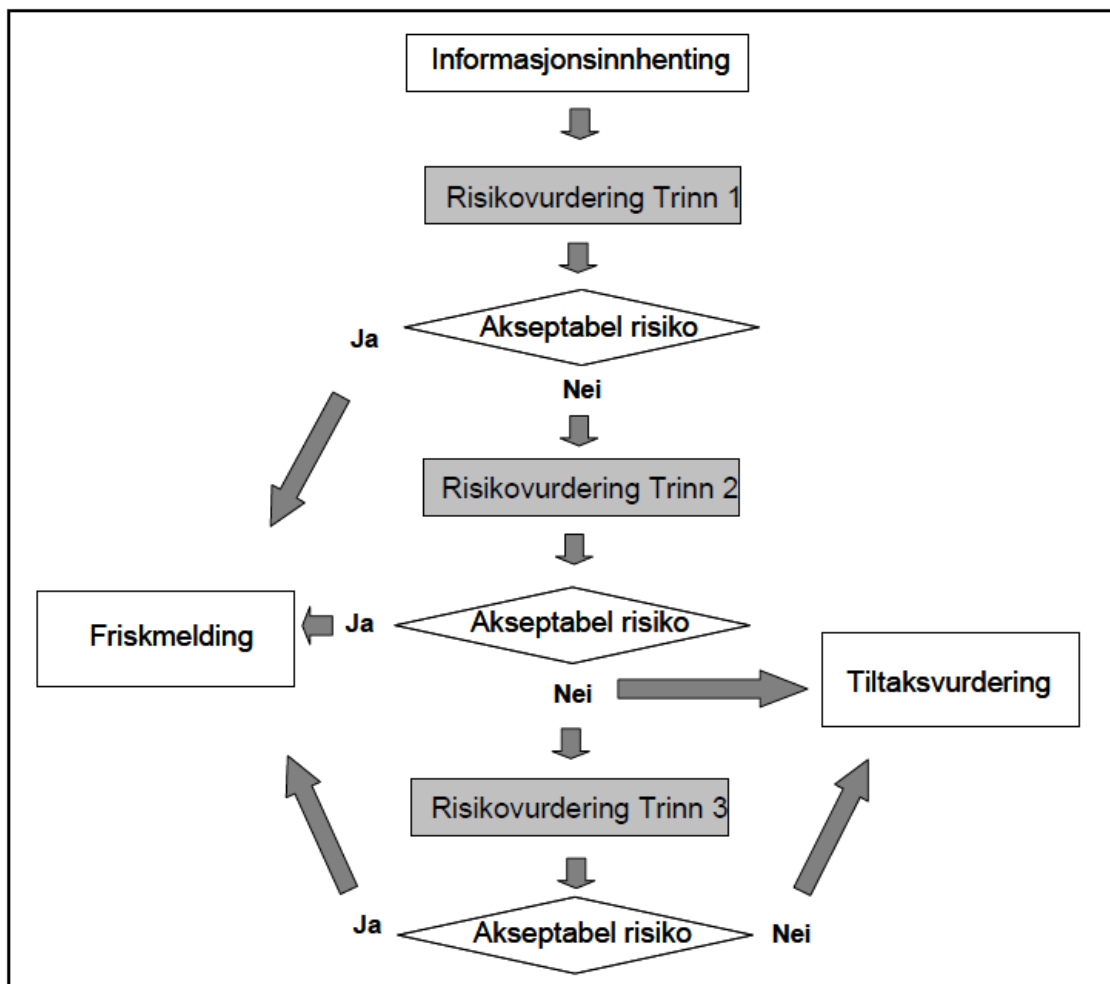 Informasjonsinnhenting
Risikovurdering Trinn 1
Akseptabel risiko
Ja
Nei
Risikovurdering Trinn 2
Akseptabel risiko
Ja
Friskmelding
Nei
Tiltaksvurdering
Risikovurdering Trinn 3
Akseptabel risiko
Ja
Nei